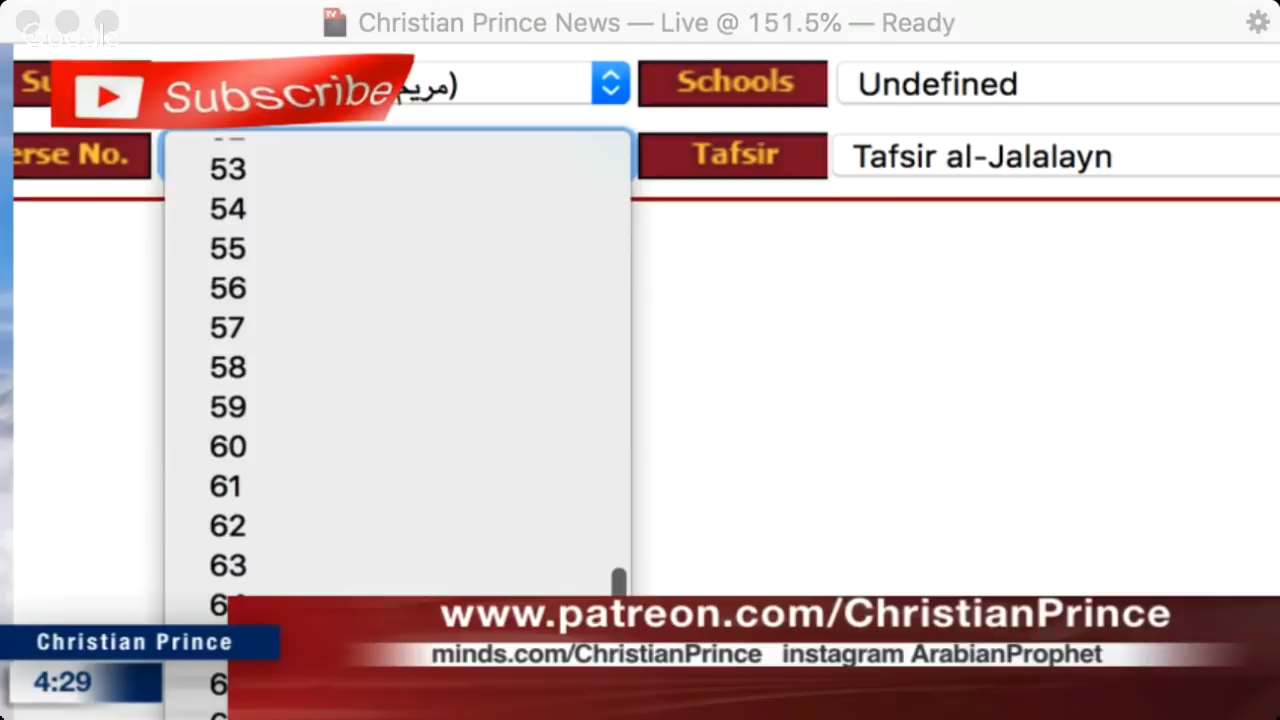 Christian Prince News — Live @ 151.5% — Ready
Google
Su
Subscribe
(مريم
Schools
Undefined
erse No.
Tafsir
Tafsir al-Jalalayn
53
54
55
56
57
58
59
60
61
62
63
www.patreon.com/ChristianPrince
Christian Prince
minds.com/ChristianPrince instagram ArabianProphet
4:29